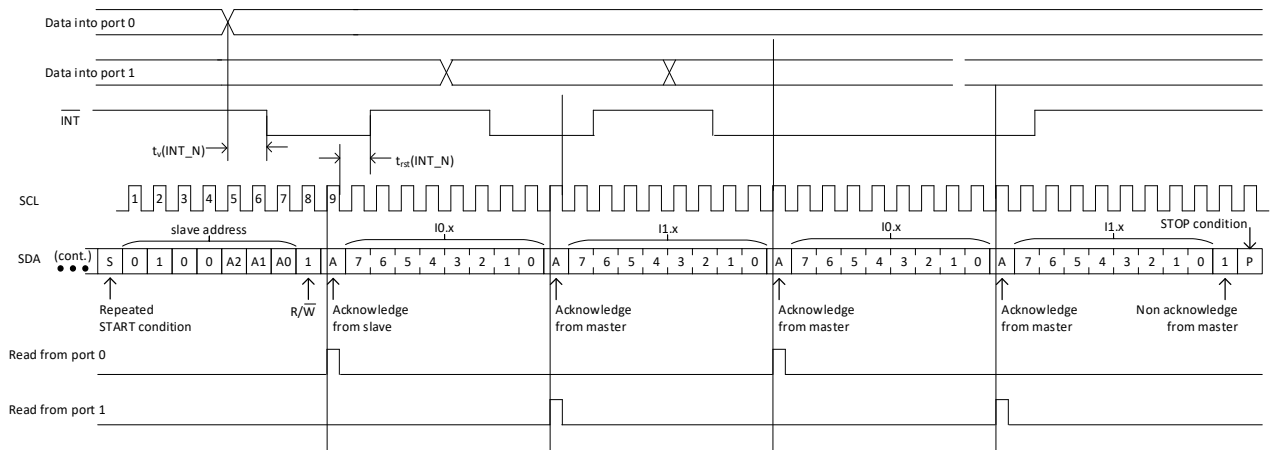 Data into port 0
Data into port 1
INT
tv(INT_N)
trst(INT_N)
SCL
1 2 3 4 5 6 7 8 9
slave address
I0.x
I1.x
I0.x
I1.x
STOP condition
SDA
(cont.)
S 0 1 0 0 A2 A1 A0 1 A 7 6 5 4 3 2 1 0 A 7 6 5 4 3 2 1 0 A 7 6 5 4 3 2 1 0 A 7 6 5 4 3 2 1 0 1 P
Repeated
START condition
R/W
Acknowledge
from slave
Acknowledge
from master
Acknowledge
from master
Acknowledge
from master
Non acknowledge
from master
Read from port 0
Read from port 1